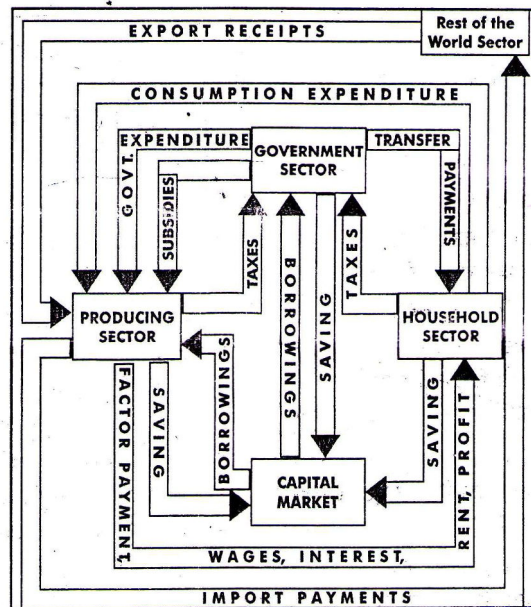 EXPORT RECEIPTS
Rest of the
World Sector
CONSUMPTION EXPENDITURE
EXPENDITURE
GOVT.
SUBSIDIES
GOVERNMENT
SECTOR
TRANSFER
PAYMENTS
TAXES
BORROWINGS
SAVING
TAXES
PRODUCING
SECTOR
HOUSEHOLD
SECTOR
FACTOR PAYMENT,
SAVING
BORROWINGS
CAPITAL
MARKET
SAVING
RENT, PROFIT
WAGES, INTEREST,
IMPORT PAYMENTS